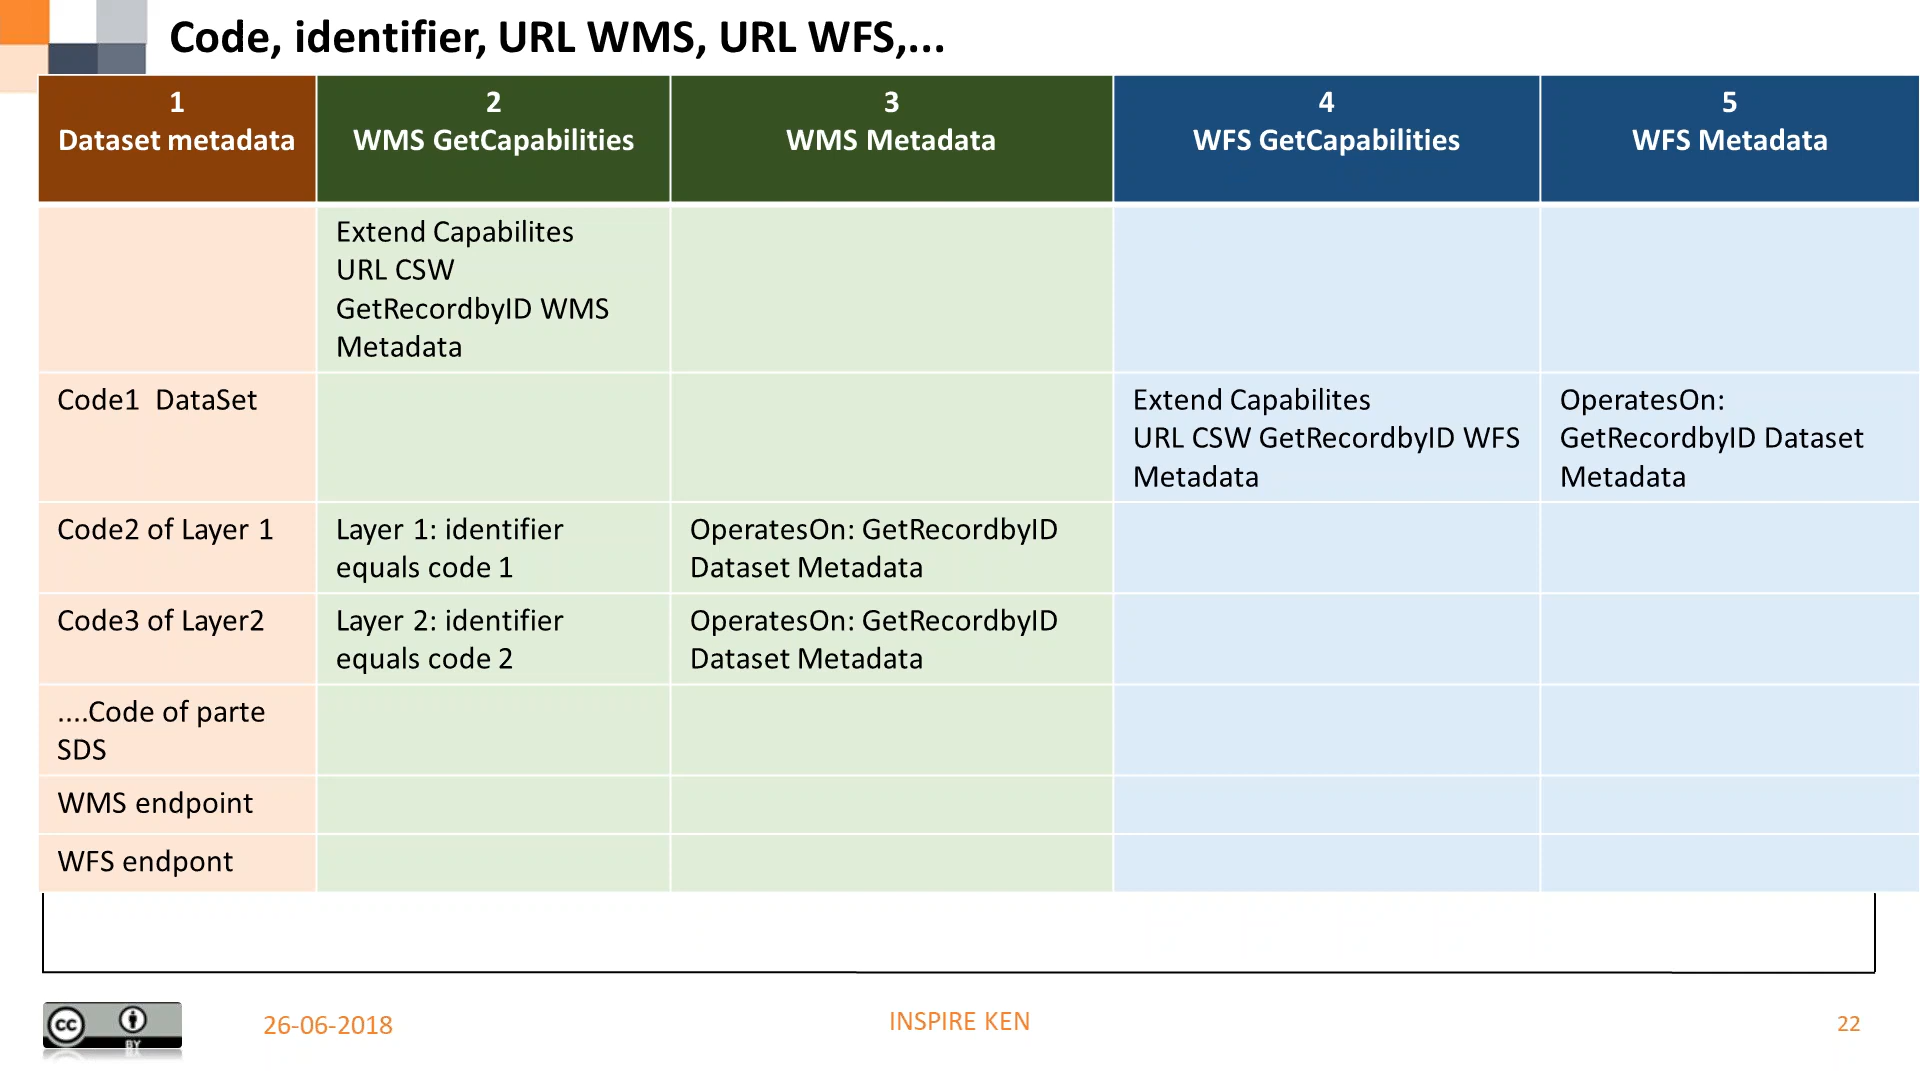 Code, identifier, URL WMS, URL WFS,...
1
Dataset metadata
2
WMS GetCapabilities
3
WMS Metadata
4
WFS GetCapabilities
5
WFS Metadata
Extend Capabilites
URL CSW
GetRecordbyID WMS
Metadata
Code1  DataSet
Extend Capabilites
URL CSW GetRecordbyID WFS
Metadata
OperatesOn:
GetRecordbyID Dataset
Metadata
Code2 of Layer 1
Layer 1: identifier
equals code 1
OperatesOn: GetRecordbyID
Dataset Metadata
Code3 of Layer2
Layer 2: identifier
equals code 2
OperatesOn: GetRecordbyID
Dataset Metadata
....Code of parte
SDS
WMS endpoint
WFS endpont
cc
BY
26-06-2018
INSPIRE KEN
22